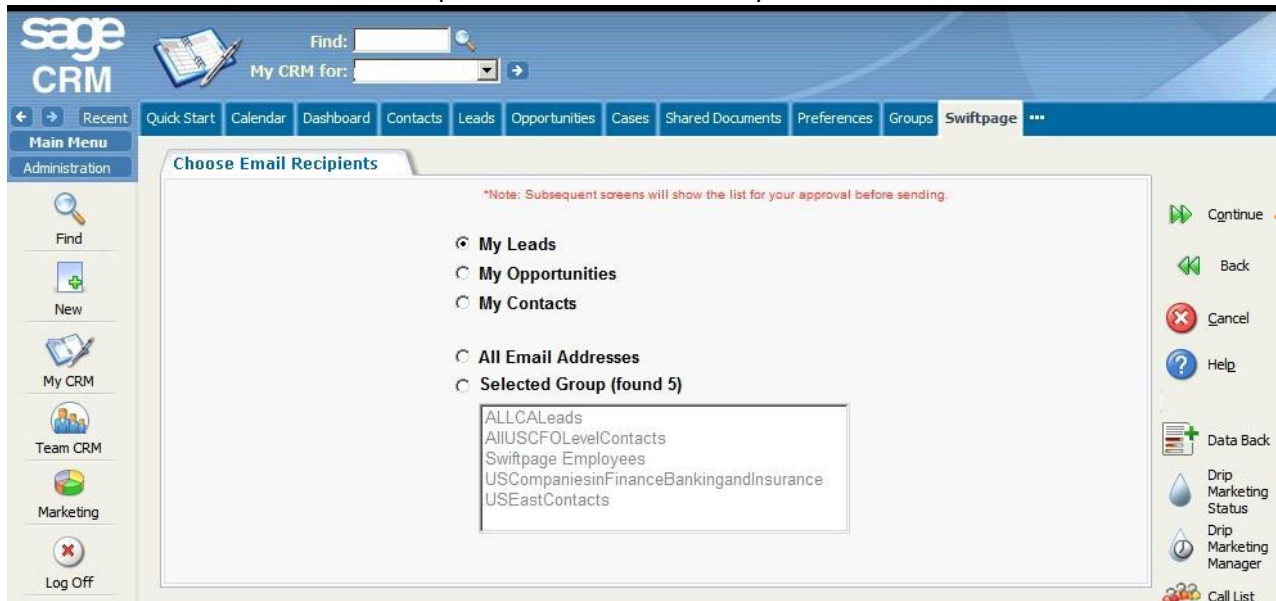 sage
CRM
Find:
My CRM for:
Recent
Main Menu
Administration
Find
New
My CRM
Team CRM
Marketing
Log Off
Quick Start Calendar Dashboard Contacts Leads Opportunities Cases Shared Documents Preferences Groups Swiftpage ...
Choose Email Recipients
*Note: Subsequent screens will show the list for your approval before sending.
My Leads
My Opportunities
My Contacts
All Email Addresses
Selected Group (found 5)
ALLCALeads
AllUSCFOLevelContacts
Swiftpage Employees
USCompaniesinFinanceBankingandInsurance
USEastContacts
Continue
Back
Cancel
Help
Data Back
Drip
Marketing
Status
Drip
Marketing
Manager
Call List